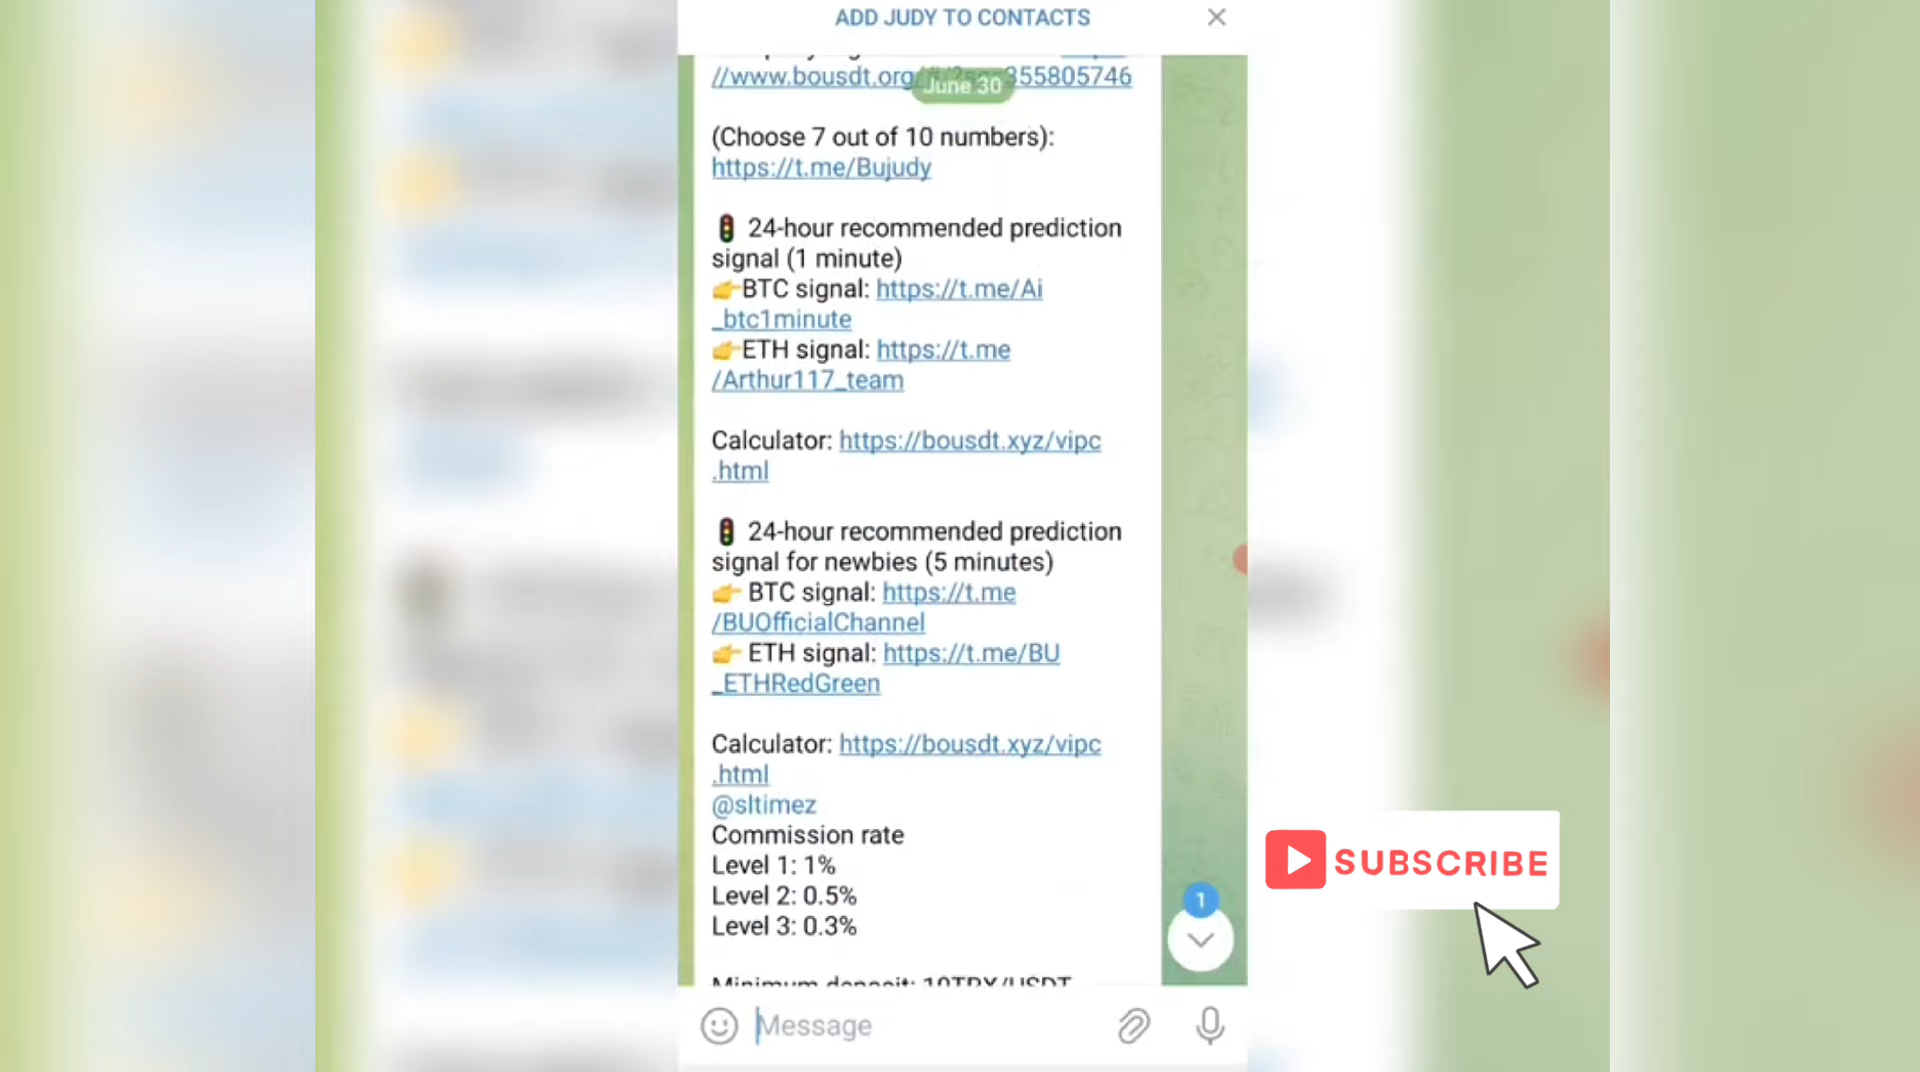 ADD JUDY TO CONTACTS
//www.bousdt.org/
355805746
June 30
(Choose 7 out of 10 numbers):
https://t.me/Bujudy
🚦 24-hour recommended prediction
signal (1 minute)
👉BTC signal: https://t.me/Ai
_btc1minute
👉ETH signal: https://t.me
/Arthur117_team
Calculator: https://bousdt.xyz/vipc
.html
🚦 24-hour recommended prediction
signal for newbies (5 minutes)
👉 BTC signal: https://t.me
/BUOfficialChannel
👉 ETH signal: https://t.me/BU
_ETHRedGreen
Calculator: https://bousdt.xyz/vipc
.html
@sltimez
Commission rate
Level 1: 1%
Level 2: 0.5%
Level 3: 0.3%
Minimum deposit: 10TRX/USDT
1
Message
SUBSCRIBE